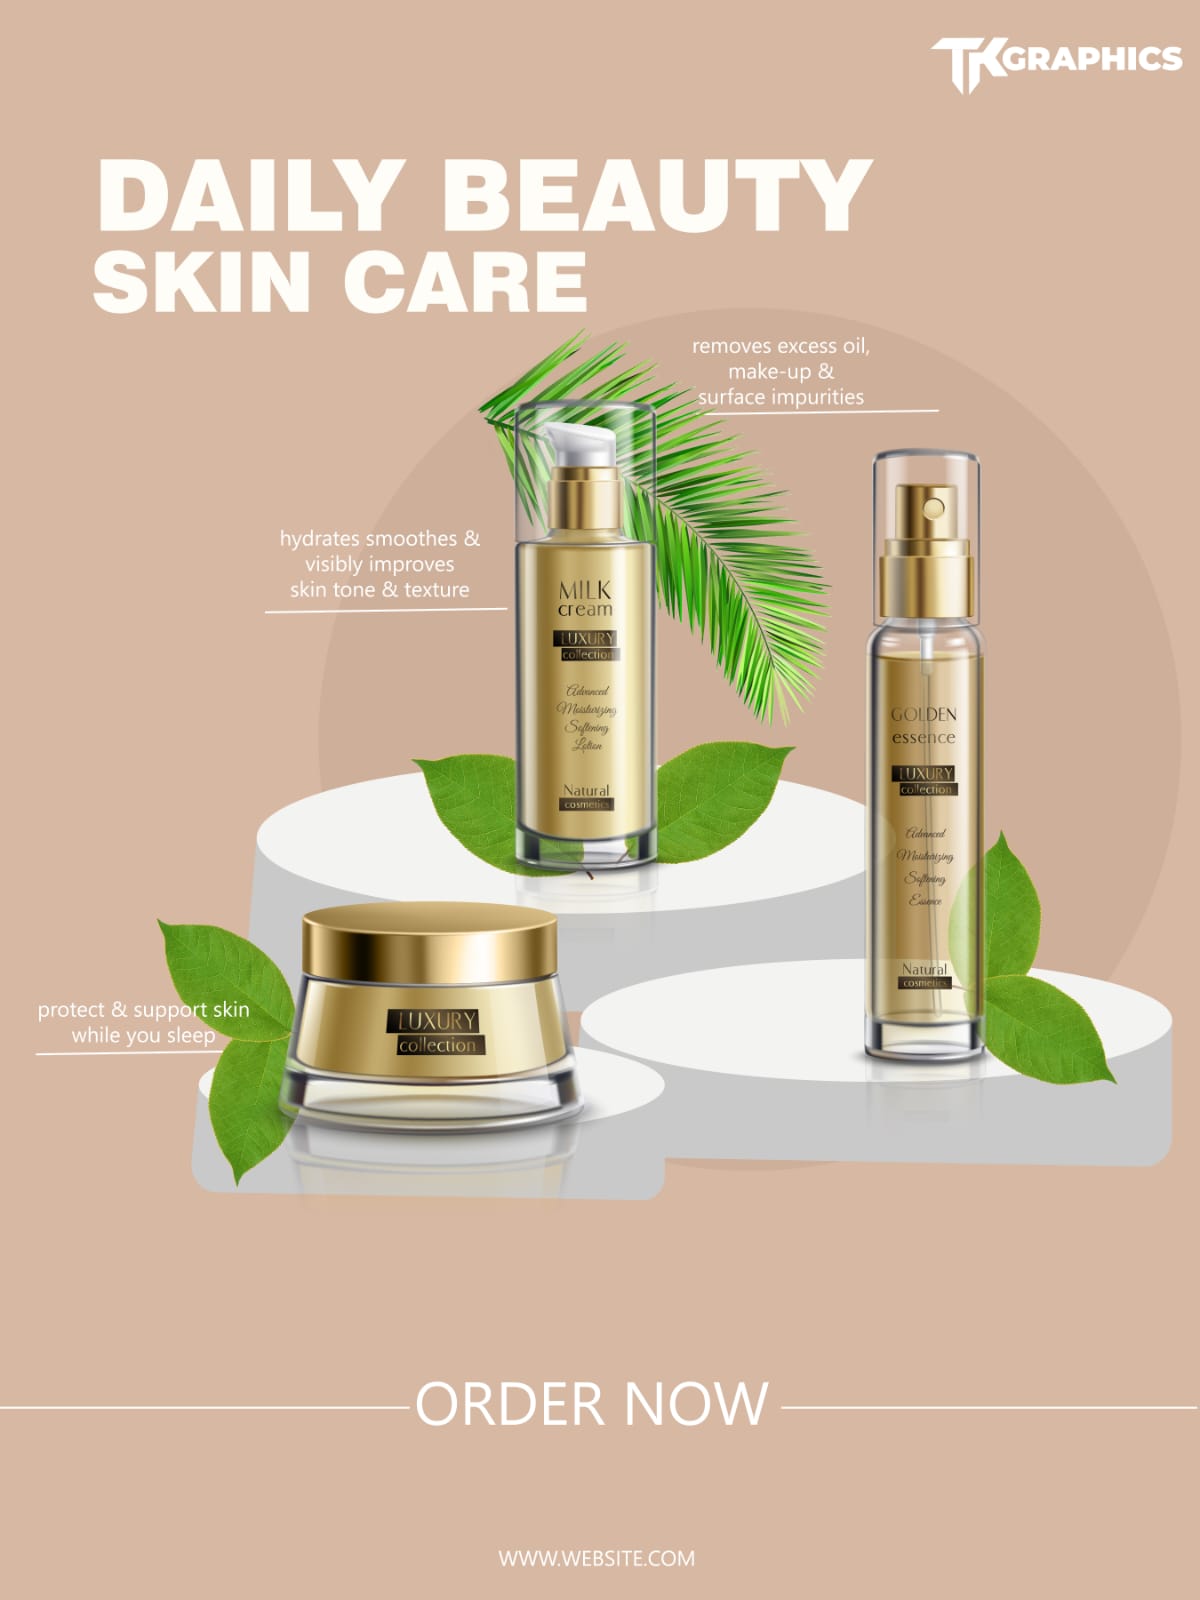 TKGRAPHICS
DAILY BEAUTY
SKIN CARE
removes excess oil,
make-up &
surface impurities
hydrates smoothes &
visibly improves
skin tone & texture
MILK
cream
LUXURY
collection
Advanced
Moisturizing
Softening
Lotion
Natural
cosmetics
GOLDEN
essence
LUXURY
collection
Advanced
Moisturizing
Softening
Essence
Natural
cosmetics
protect & support skin
while you sleep
LUXURY
collection
ORDER NOW
WWW.WEBSITE.COM